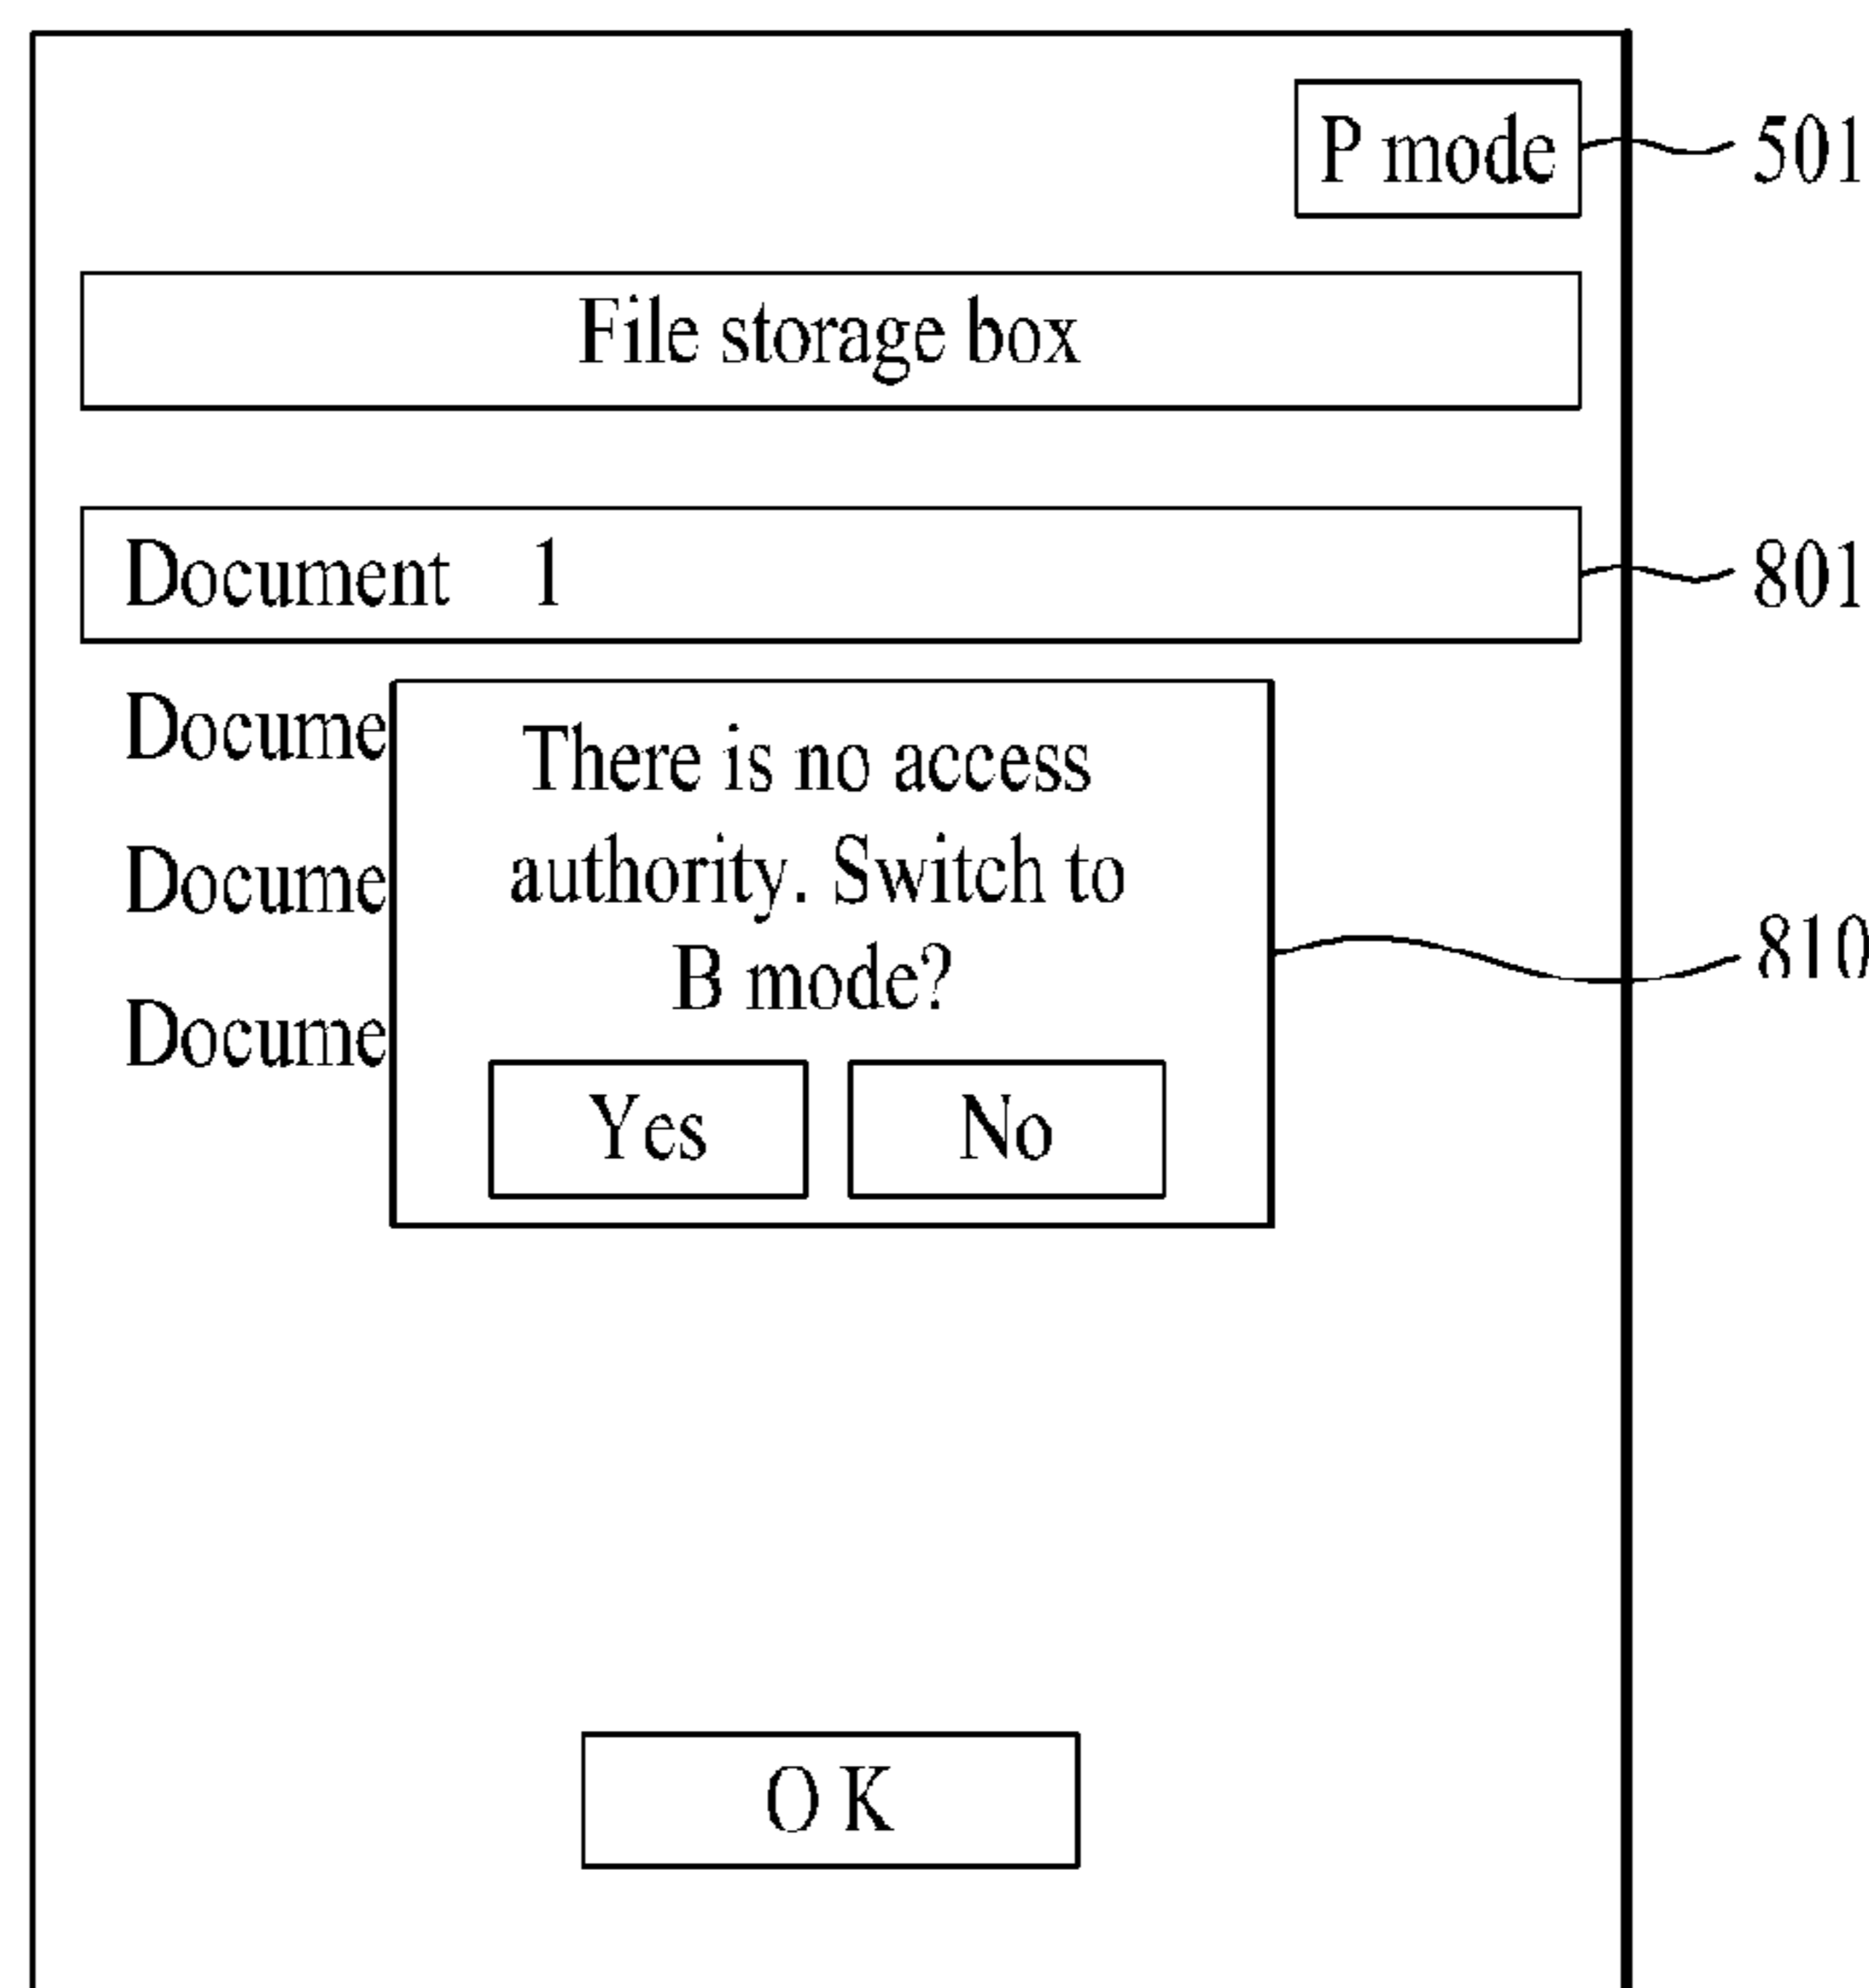 P mode
501
File storage box
Document 1
801
Docume
There is no access
authority. Switch to
B mode?
Docume
810
Docume
Yes
No
OK